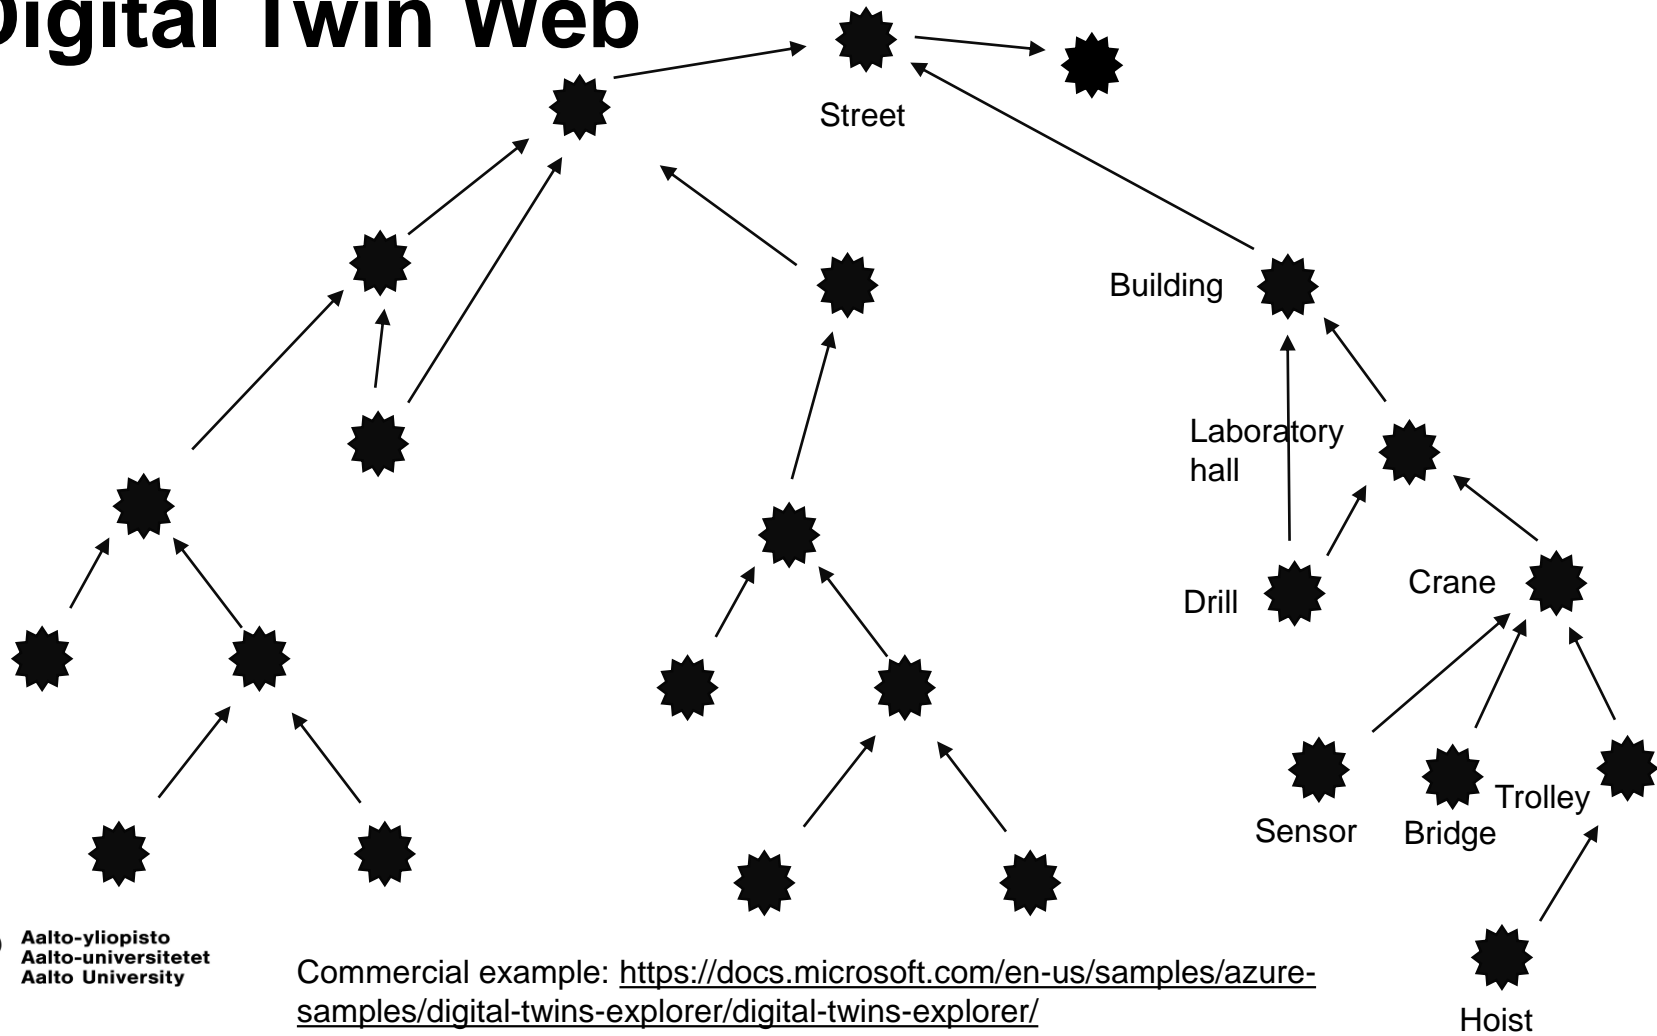 Digital Twin Web
Street
Building
Laboratory
hall
Drill
Crane
Sensor
Bridge
Trolley
Hoist
Aalto-yliopisto
Aalto-universitetet
Aalto University
Commercial example: https://docs.microsoft.com/en-us/samples/azure-
samples/digital-twins-explorer/digital-twins-explorer/